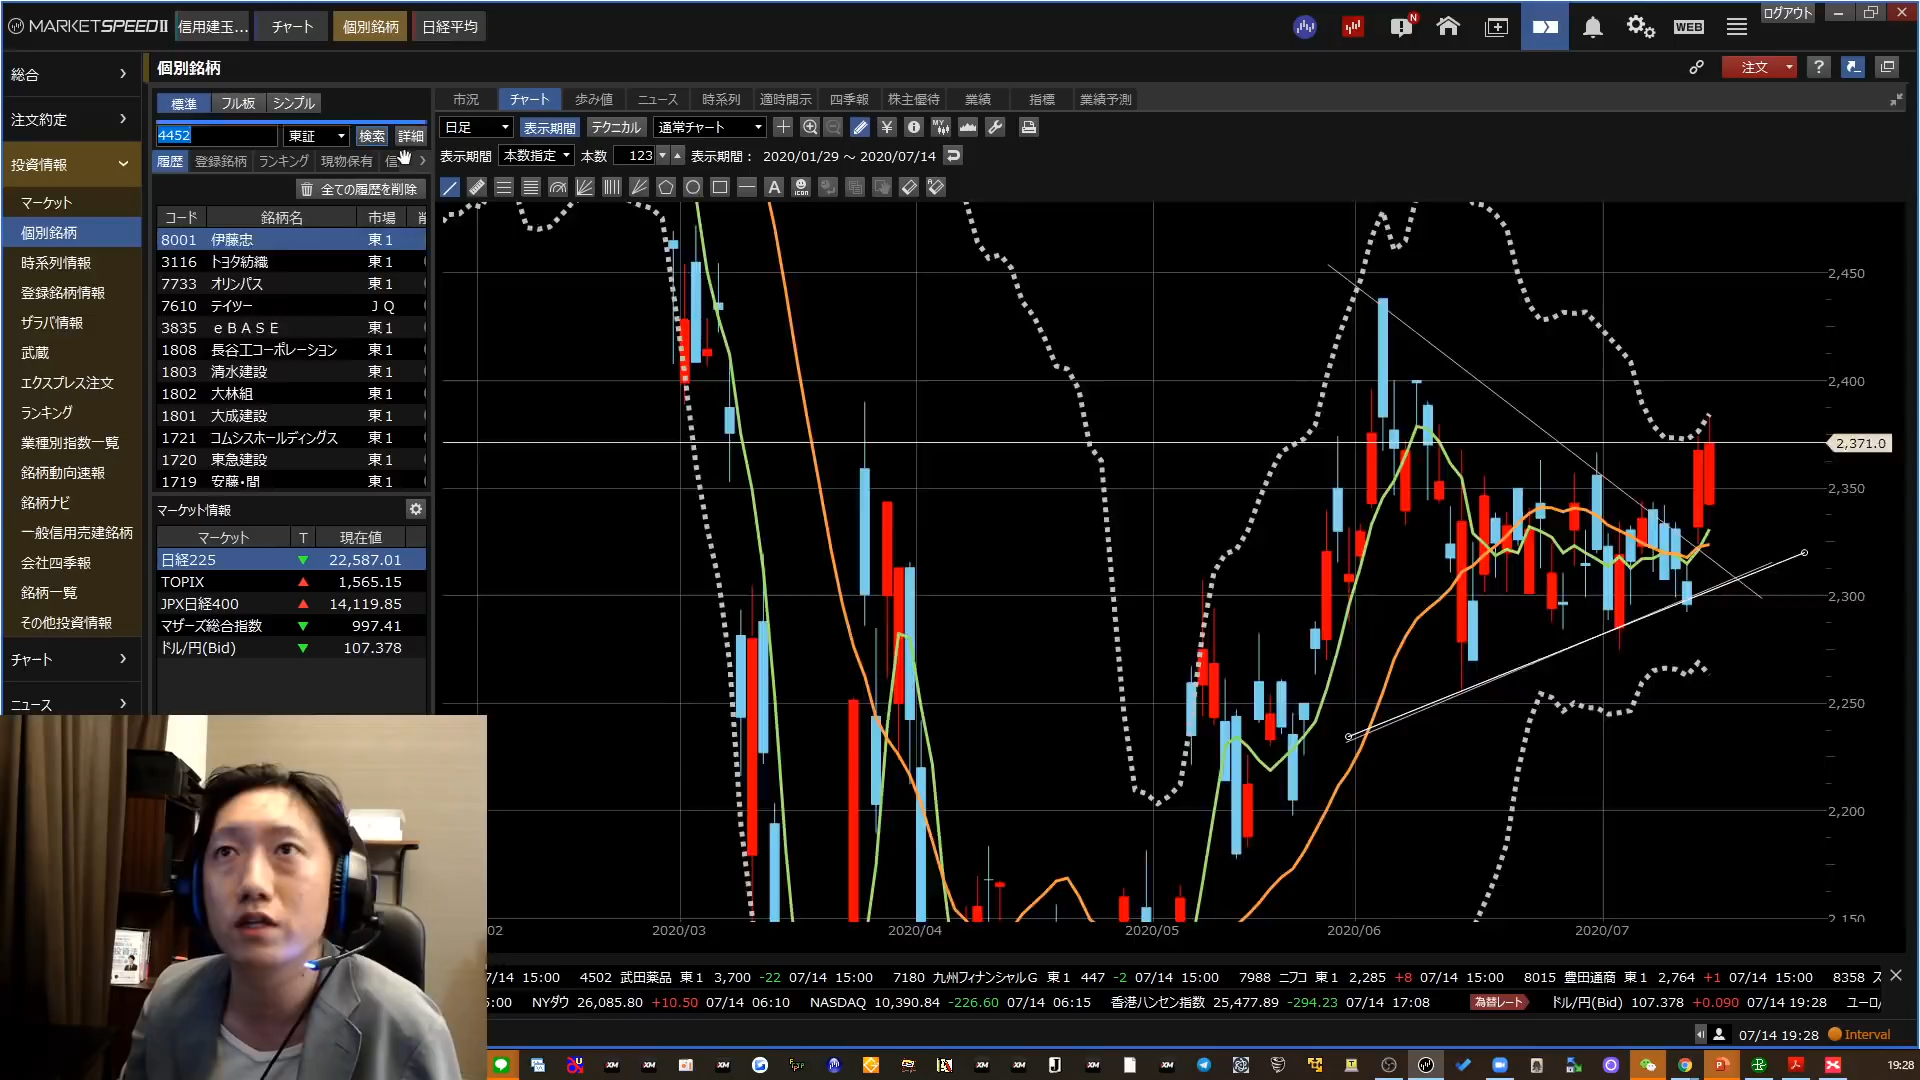 MARKETSPEED II
信用建玉...
チャート
個別銘柄
日経平均
N
WEB
ログアウト
総合
注文約定
投資情報
マーケット
個別銘柄
時系列情報
登録銘柄情報
ザラバ情報
武蔵
エクスプレス注文
ランキング
業種別指数一覧
銘柄動向速報
銘柄ナビ
一般信用売建銘柄
会社四季報
銘柄一覧
その他投資情報
チャート
ニュース
個別銘柄
注文
?
標準 フル板 シンプル
4452 東証 検索 詳細
履歴 登録銘柄 ランキング 現物保有 信
全ての履歴を削除
コード 銘柄名 市場
8001 伊藤忠 東1
3116 トヨタ紡織 東1
7733 オリンパス 東1
7610 テイツー ＪＱ
3835 ｅＢＡＳＥ 東1
1808 長谷工コーポレーション 東1
1803 清水建設 東1
1802 大林組 東1
1801 大成建設 東1
1721 コムシスホールディングス 東1
1720 東急建設 東1
1719 安藤・間 東1
マーケット情報
マーケット T 現在値
日経225 ▼ 22,587.01
TOPIX ▲ 1,565.15
JPX日経400 ▲ 14,119.85
マザーズ総合指数 ▼ 997.41
ドル/円(Bid) ▼ 107.378
市況 チャート 歩み値 ニュース 時系列 適時開示 四季報 株主優待 業績 指標 業績予測
日足 表示期間 テクニカル 通常チャート ¥ MY
表示期間 本数指定 本数 123 表示期間： 2020/01/29 ～ 2020/07/14
A ICON
2,450
2,400
2,371.0
2,350
2,300
2,250
2,200
2,150
02 2020/03 2020/04 2020/05 2020/06 2020/07
7/14 15:00 4502 武田薬品 東1 3,700 -22 07/14 15:00 7180 九州フィナンシャルG 東1 447 -2 07/14 15:00 7988 ニフコ 東1 2,285 +8 07/14 15:00 8015 豊田通商 東1 2,764 +1 07/14 15:00 8358 ス
5:00 NYダウ 26,085.80 +10.50 07/14 06:10 NASDAQ 10,390.84 -226.60 07/14 06:15 香港ハンセン指数 25,477.89 -294.23 07/14 17:08 為替レート ドル/円(Bid) 107.378 +0.090 07/14 19:28 ユーロ/
07/14 19:28 Interval
19:28